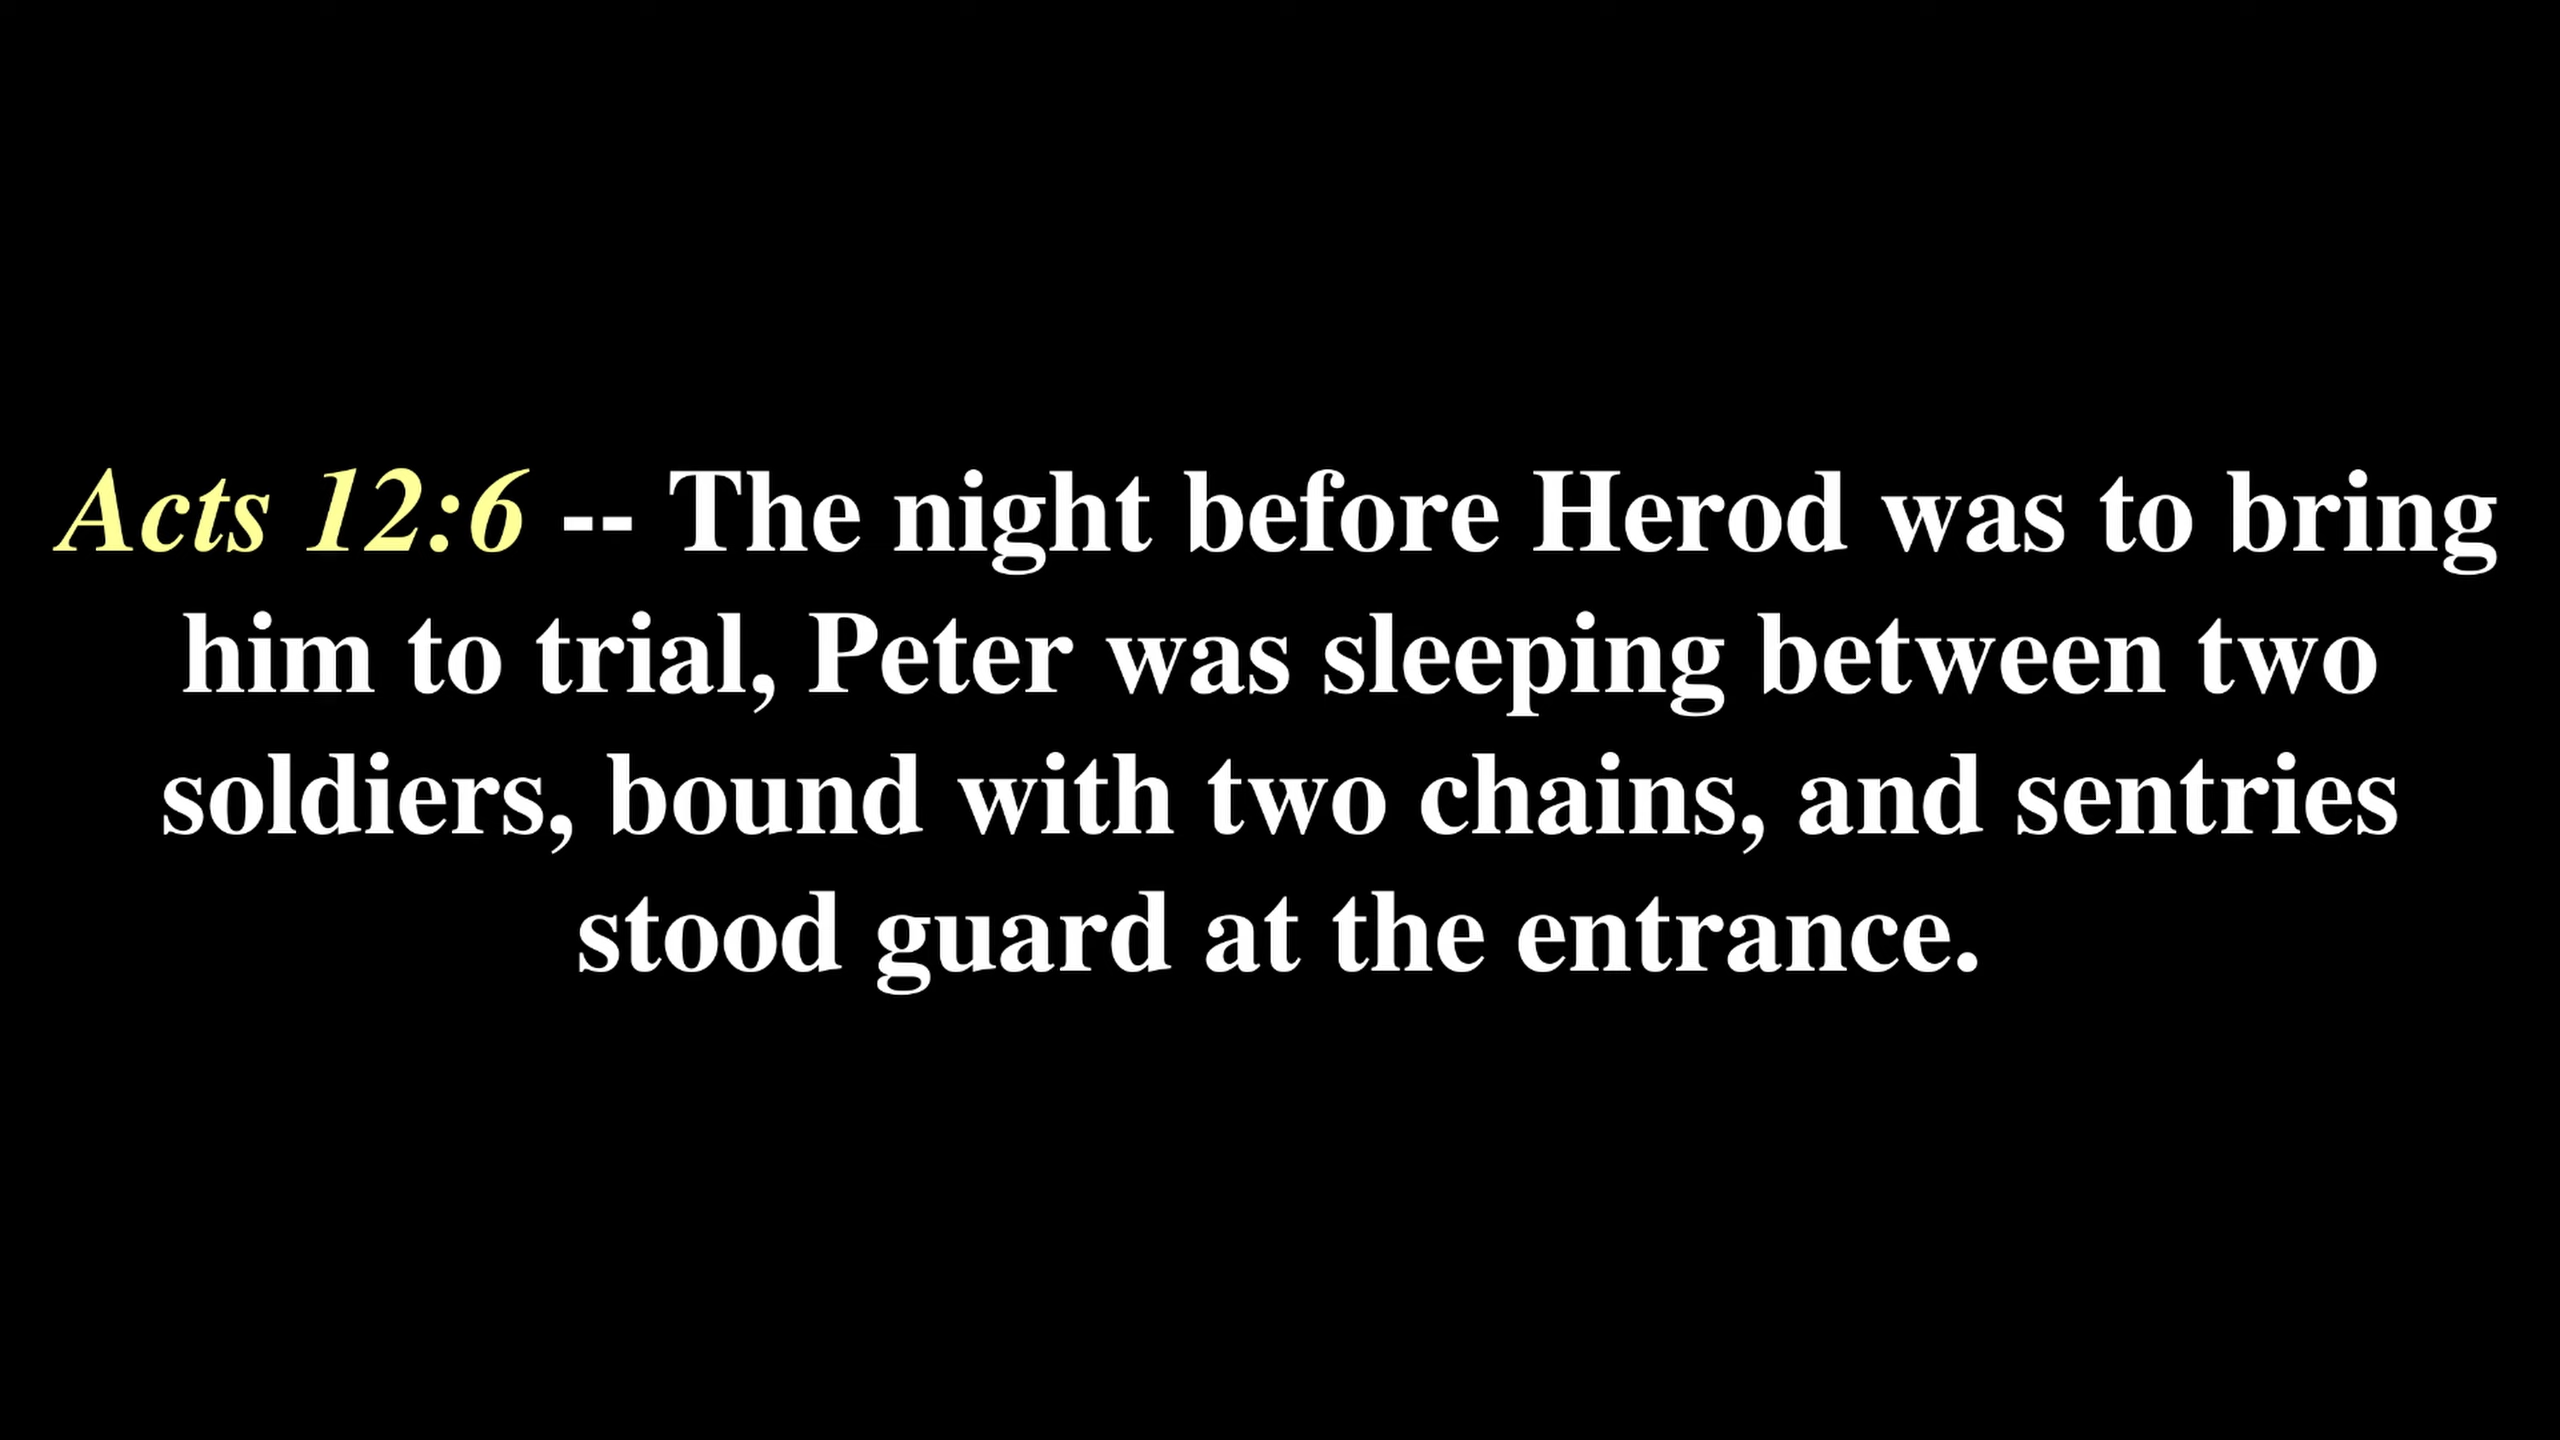 Acts 12:6 -- The night before Herod was to bring
him to trial, Peter was sleeping between two
soldiers, bound with two chains, and sentries
stood guard at the entrance.